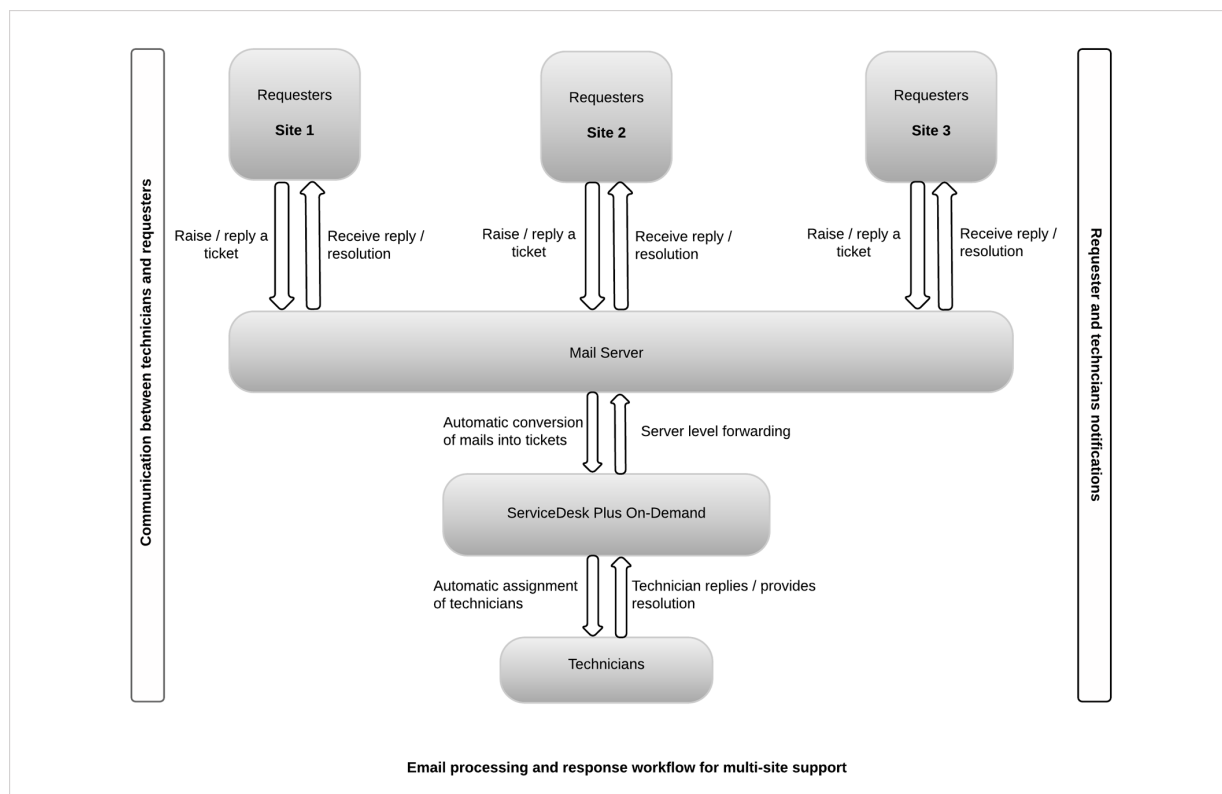 Communication between technicians and requesters
Requesters
Site 1
Requesters
Site 2
Requesters
Site 3
Requester and techncians notifications
Raise / reply a
ticket
Receive reply /
resolution
Raise / reply a
ticket
Receive reply /
resolution
Raise / reply a
ticket
Receive reply /
resolution
Mail Server
Automatic conversion
of mails into tickets
Server level forwarding
ServiceDesk Plus On-Demand
Automatic assignment
of technicians
Technician replies / provides
resolution
Technicians
Email processing and response workflow for multi-site support